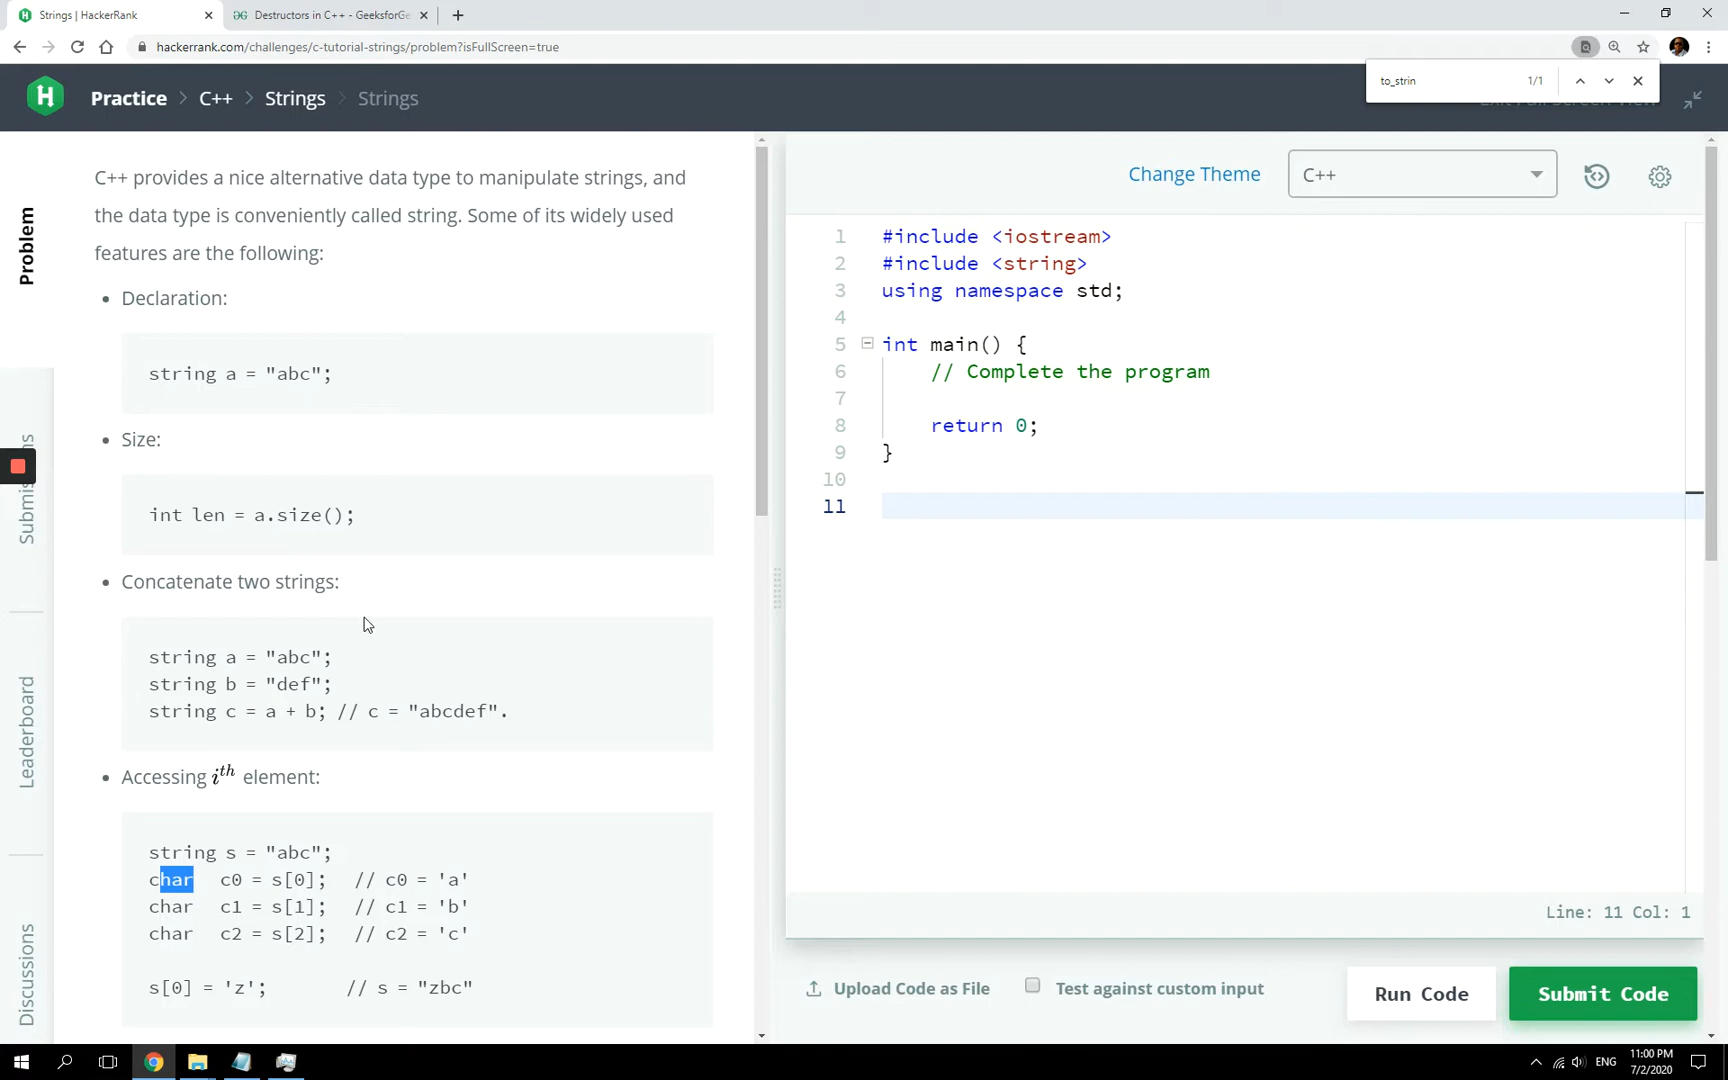 Strings | HackerRank
Destructors in C++ - GeeksforGe
hackerrank.com/challenges/c-tutorial-strings/problem?isFullScreen=true
to_strin 1/1
H Practice > C++ > Strings > Strings
Problem
Leaderboard
Discussions
C++ provides a nice alternative data type to manipulate strings, and
the data type is conveniently called string. Some of its widely used
features are the following:
• Declaration:
string a = "abc";
• Size:
int len = a.size();
• Concatenate two strings:
string a = "abc";
string b = "def";
string c = a + b; // c = "abcdef".
• Accessing i^th element:
string s = "abc";
char c0 = s[0]; // c0 = 'a'
char c1 = s[1]; // c1 = 'b'
char c2 = s[2]; // c2 = 'c'
s[0] = 'z'; // s = "zbc"
Change Theme
C++
1 #include <iostream>
2 #include <string>
3 using namespace std;
4
5 int main() {
6 // Complete the program
7
8 return 0;
9 }
10
11
Line: 11 Col: 1
Upload Code as File
Test against custom input
Run Code
Submit Code
ENG
11:00 PM
7/2/2020